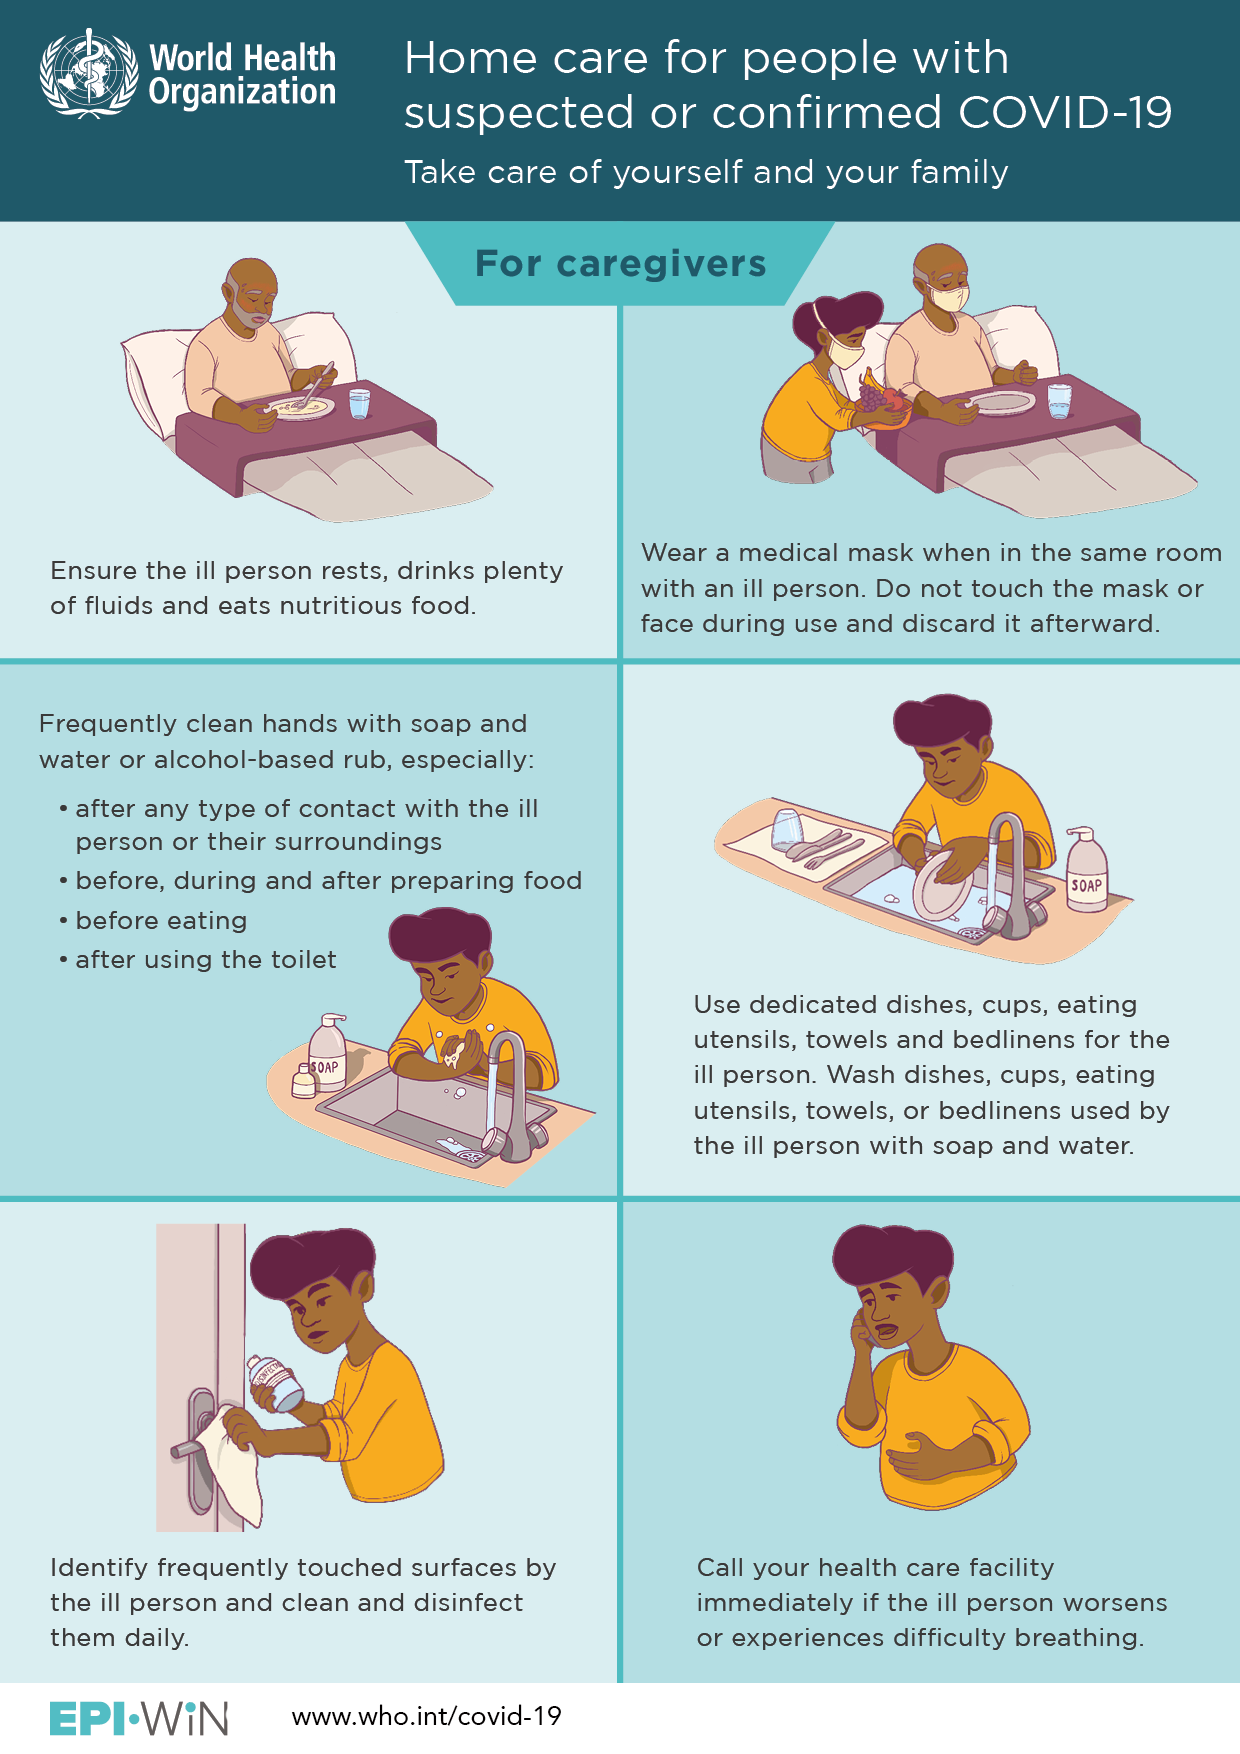 World Health
Organization
Home care for people with
suspected or confirmed COVID-19
Take care of yourself and your family
For caregivers
Ensure the ill person rests, drinks plenty
of fluids and eats nutritious food.
Wear a medical mask when in the same room
with an ill person. Do not touch the mask or
face during use and discard it afterward.
Frequently clean hands with soap and
water or alcohol-based rub, especially:
• after any type of contact with the ill
person or their surroundings
• before, during and after preparing food
• before eating
• after using the toilet
SOAP
SOAP
Use dedicated dishes, cups, eating
utensils, towels and bedlinens for the
ill person. Wash dishes, cups, eating
utensils, towels, or bedlinens used by
the ill person with soap and water.
Identify frequently touched surfaces by
the ill person and clean and disinfect
them daily.
Call your health care facility
immediately if the ill person worsens
or experiences difficulty breathing.
EPI•WiN
www.who.int/covid-19